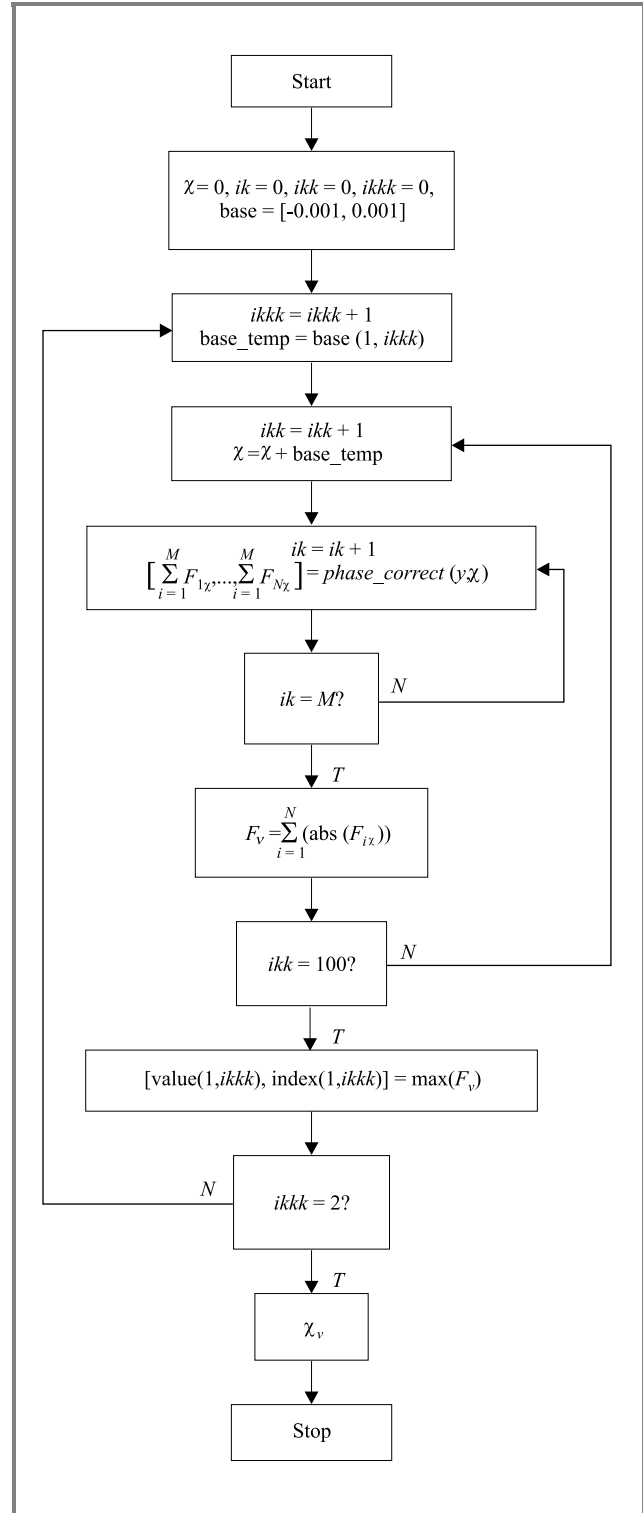 Start
χ = 0, ik = 0, ikk = 0, ikkk = 0,
base = [-0.001, 0.001]
ikkk = ikkk + 1
base_temp = base (1, ikkk)
ikk = ikk + 1
χ = χ + base_temp
ik = ik + 1
[∑_{i = 1}^{M} F_{1χ},...,∑_{i = 1}^{M} F_{Nχ}] = phase_correct (y,χ)
ik = M?
N
T
F_v = ∑_{i = 1}^{N} (abs (F_{iχ}))
ikk = 100?
N
T
[value(1,ikkk), index(1,ikkk)] = max(F_v)
N
ikkk = 2?
T
χ_v
Stop